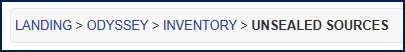 LANDING > ODYSSEY > INVENTORY > UNSEALED SOURCES